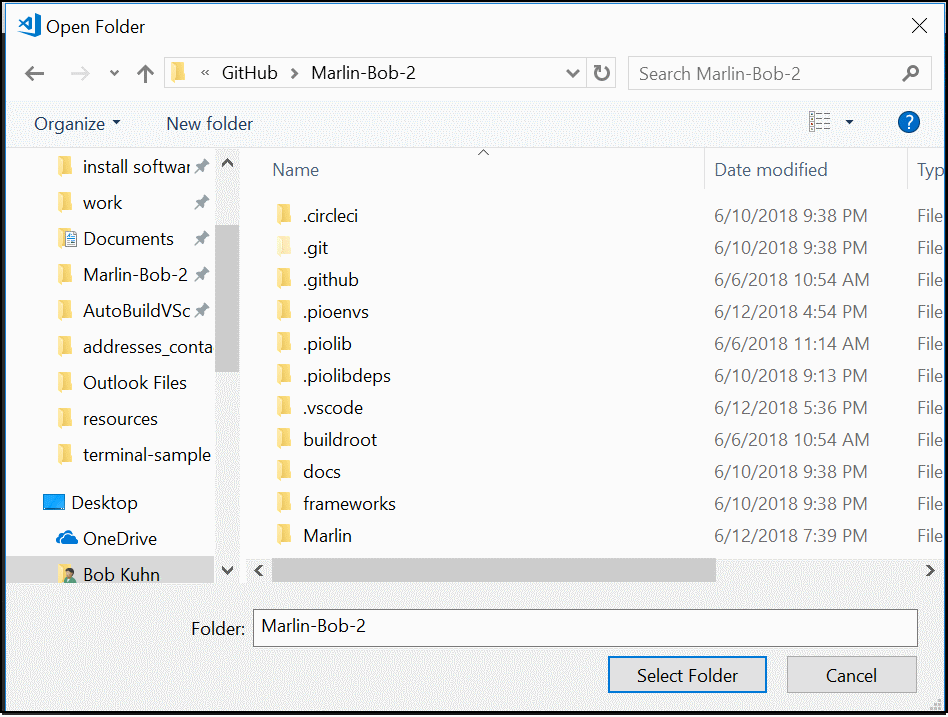 Open Folder
« GitHub > Marlin-Bob-2
Search Marlin-Bob-2
Organize
New folder
?
install softwar
work
Documents
Marlin-Bob-2
AutoBuildVSc
addresses_conta
Outlook Files
resources
terminal-sample
Desktop
OneDrive
Bob Kuhn
Name Date modified Typ
.circleci 6/10/2018 9:38 PM File
.git 6/10/2018 9:38 PM File
.github 6/6/2018 10:54 AM File
.pioenvs 6/12/2018 4:54 PM File
.piolib 6/6/2018 11:14 AM File
.piolibdeps 6/10/2018 9:13 PM File
.vscode 6/12/2018 5:36 PM File
buildroot 6/6/2018 10:54 AM File
docs 6/10/2018 9:38 PM File
frameworks 6/10/2018 9:38 PM File
Marlin 6/12/2018 7:39 PM File
Folder: Marlin-Bob-2
Select Folder
Cancel